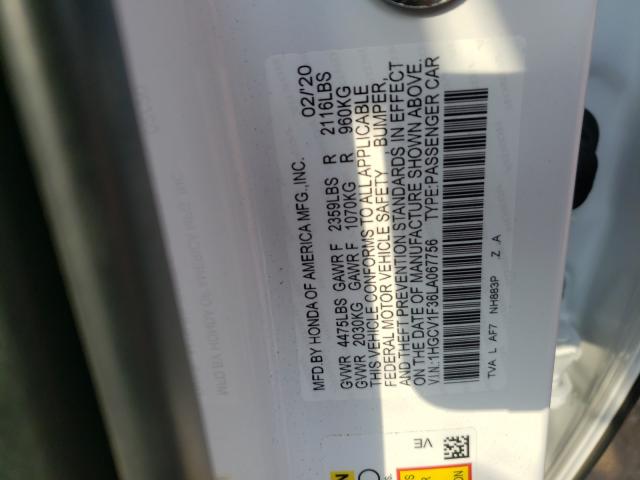 MFD.BY HONDA OF AMERICA MFG.,INC. 02/'20
GVWR 4475LBS GAWR F 2359LBS R 2116LBS
GVWR 2030KG GAWR F 1070KG R 960KG
THIS VEHICLE CONFORMS TO ALL APPLICABLE
FEDERAL MOTOR VEHICLE SAFETY BUMPER,
AND THEFT PREVENTION STANDARDS IN EFFECT
ON THE DATE OF MANUFACTURE SHOWN ABOVE.
V.I.N.:1HGCV1F36LA067756 TYPE:PASSENGER CAR
TVA L AF7 NH883P Z .A
VE